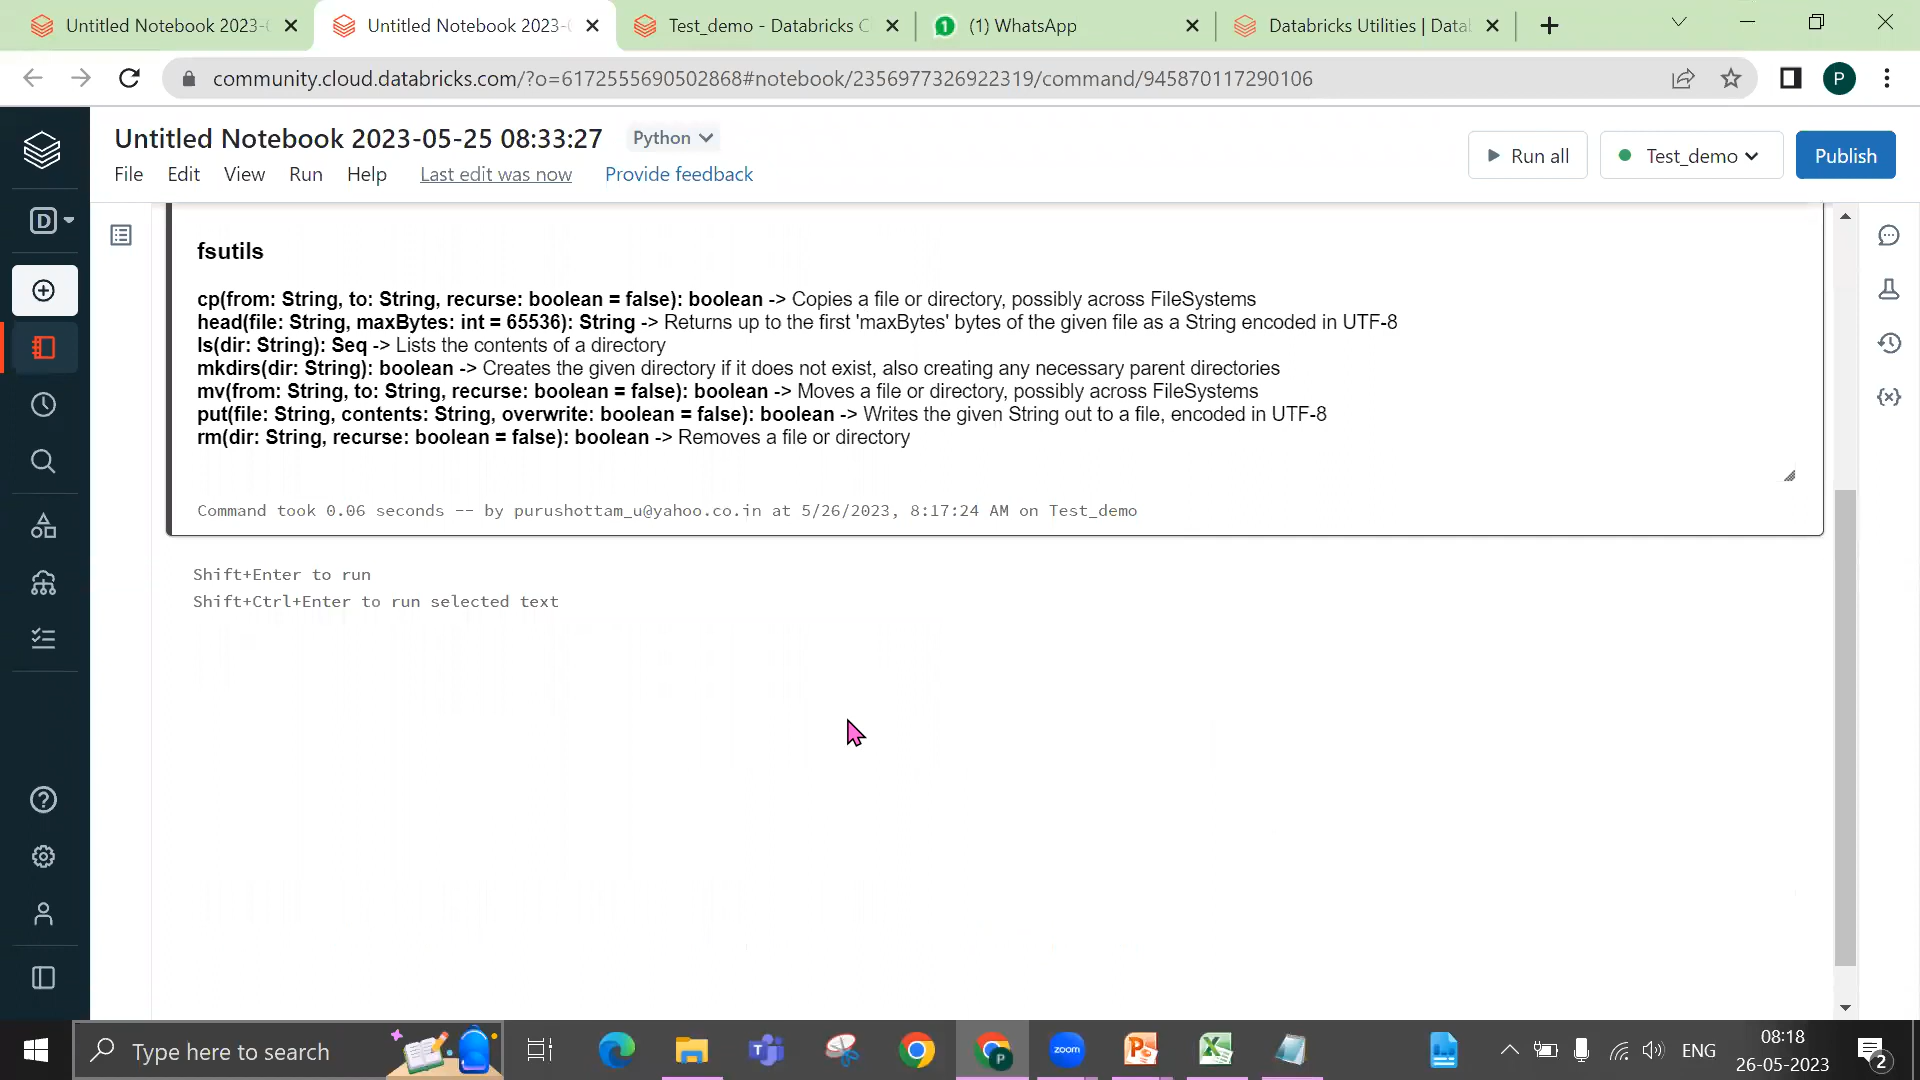 Untitled Notebook 2023-0
Untitled Notebook 2023-0
Test_demo - Databricks C
(1) WhatsApp
Databricks Utilities | Datab
community.cloud.databricks.com/?o=6172555690502868#notebook/2356977326922319/command/945870117290106
P
Untitled Notebook 2023-05-25 08:33:27
Python
Run all
Test_demo
Publish
File
Edit
View
Run
Help
Last edit was now
Provide feedback
D
fsutils
cp(from: String, to: String, recurse: boolean = false): boolean -> Copies a file or directory, possibly across FileSystems
head(file: String, maxBytes: int = 65536): String -> Returns up to the first 'maxBytes' bytes of the given file as a String encoded in UTF-8
ls(dir: String): Seq -> Lists the contents of a directory
mkdirs(dir: String): boolean -> Creates the given directory if it does not exist, also creating any necessary parent directories
mv(from: String, to: String, recurse: boolean = false): boolean -> Moves a file or directory, possibly across FileSystems
put(file: String, contents: String, overwrite: boolean = false): boolean -> Writes the given String out to a file, encoded in UTF-8
rm(dir: String, recurse: boolean = false): boolean -> Removes a file or directory
Command took 0.06 seconds -- by purushottam_u@yahoo.co.in at 5/26/2023, 8:17:24 AM on Test_demo
Shift+Enter to run
Shift+Ctrl+Enter to run selected text
Type here to search
zoom
ENG
08:18
26-05-2023
2